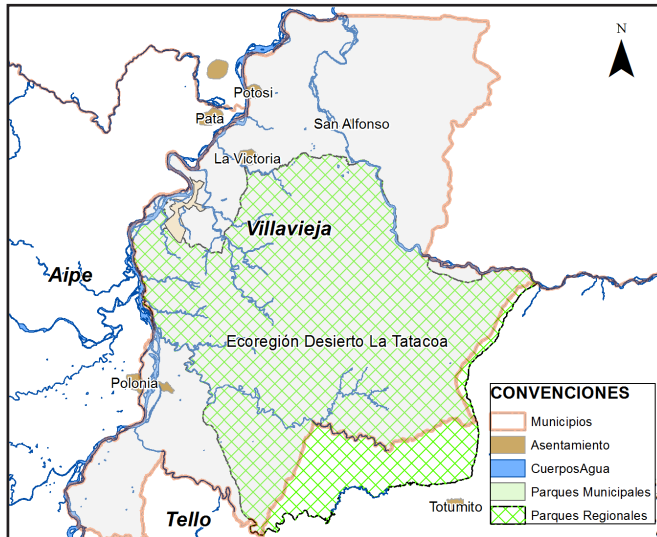 N
Potosi
Pata
San Alfonso
La Victoria
Villavieja
Aipe
Ecoregión Desierto La Tatacoa
Polonia
CONVENCIONES
Municipios
Asentamiento
CuerposAgua
Parques Municipales
Parques Regionales
Totumito
Tello